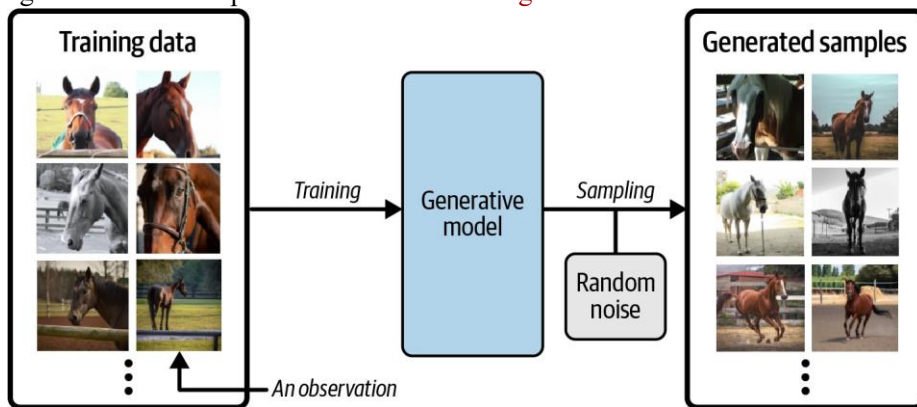 Training data
Generated samples
Training
Generative
model
Sampling
Random
noise
An observation